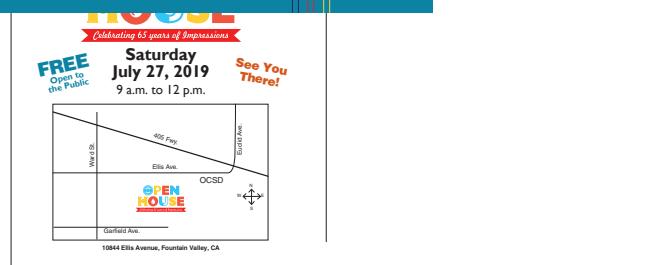 HOUSE
Celebrating 65 years of Impressions
FREE
Open to
the Public
Saturday
July 27, 2019
9 a.m. to 12 p.m.
See You
There!
405 Fwy.
Ward St.
Euclid Ave.
Ellis Ave.
OCSD
OPEN
HOUSE
N
W
E
S
Garfield Ave.
10844 Ellis Avenue, Fountain Valley, CA